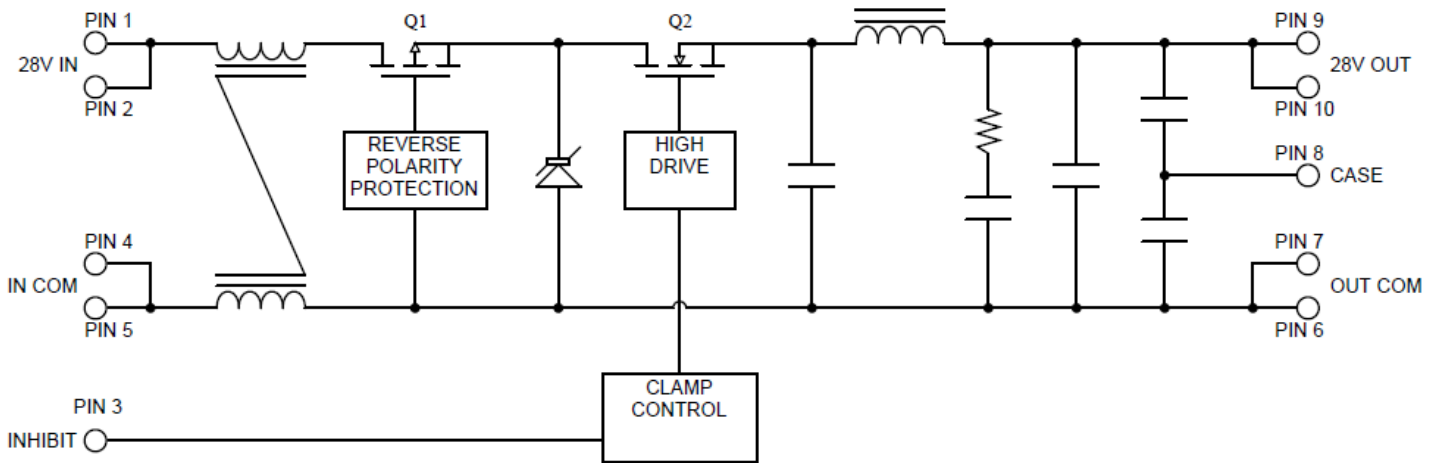 PIN 1
Q1
Q2
PIN 9
28V IN
28V OUT
PIN 2
PIN 10
REVERSE
POLARITY
PROTECTION
HIGH
DRIVE
PIN 8
CASE
PIN 4
PIN 7
IN COM
OUT COM
PIN 5
PIN 6
CLAMP
CONTROL
PIN 3
INHIBIT